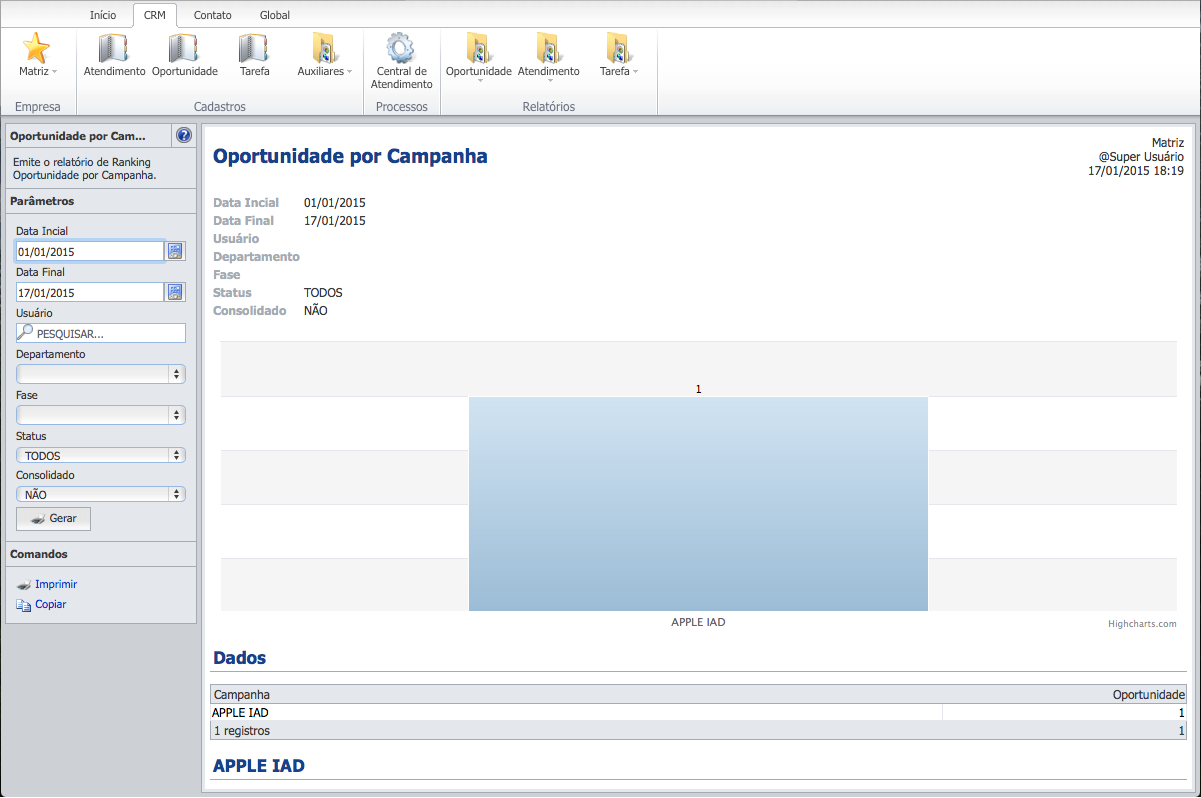 Início CRM Contato Global
Matriz
Empresa
Atendimento Oportunidade Tarefa Auxiliares
Cadastros
Central de
Atendimento
Processos
Oportunidade Atendimento Tarefa
Relatórios
Oportunidade por Cam...
Emite o relatório de Ranking
Oportunidade por Campanha.
Parâmetros
Data Incial
01/01/2015
Data Final
17/01/2015
Usuário
PESQUISAR...
Departamento
Fase
Status
TODOS
Consolidado
NÃO
Gerar
Comandos
Imprimir
Copiar
Oportunidade por Campanha
Matriz
@Super Usuário
17/01/2015 18:19
Data Incial 01/01/2015
Data Final 17/01/2015
Usuário
Departamento
Fase
Status TODOS
Consolidado NÃO
1
APPLE IAD
Highcharts.com
Dados
Campanha Oportunidade
APPLE IAD 1
1 registros 1
APPLE IAD